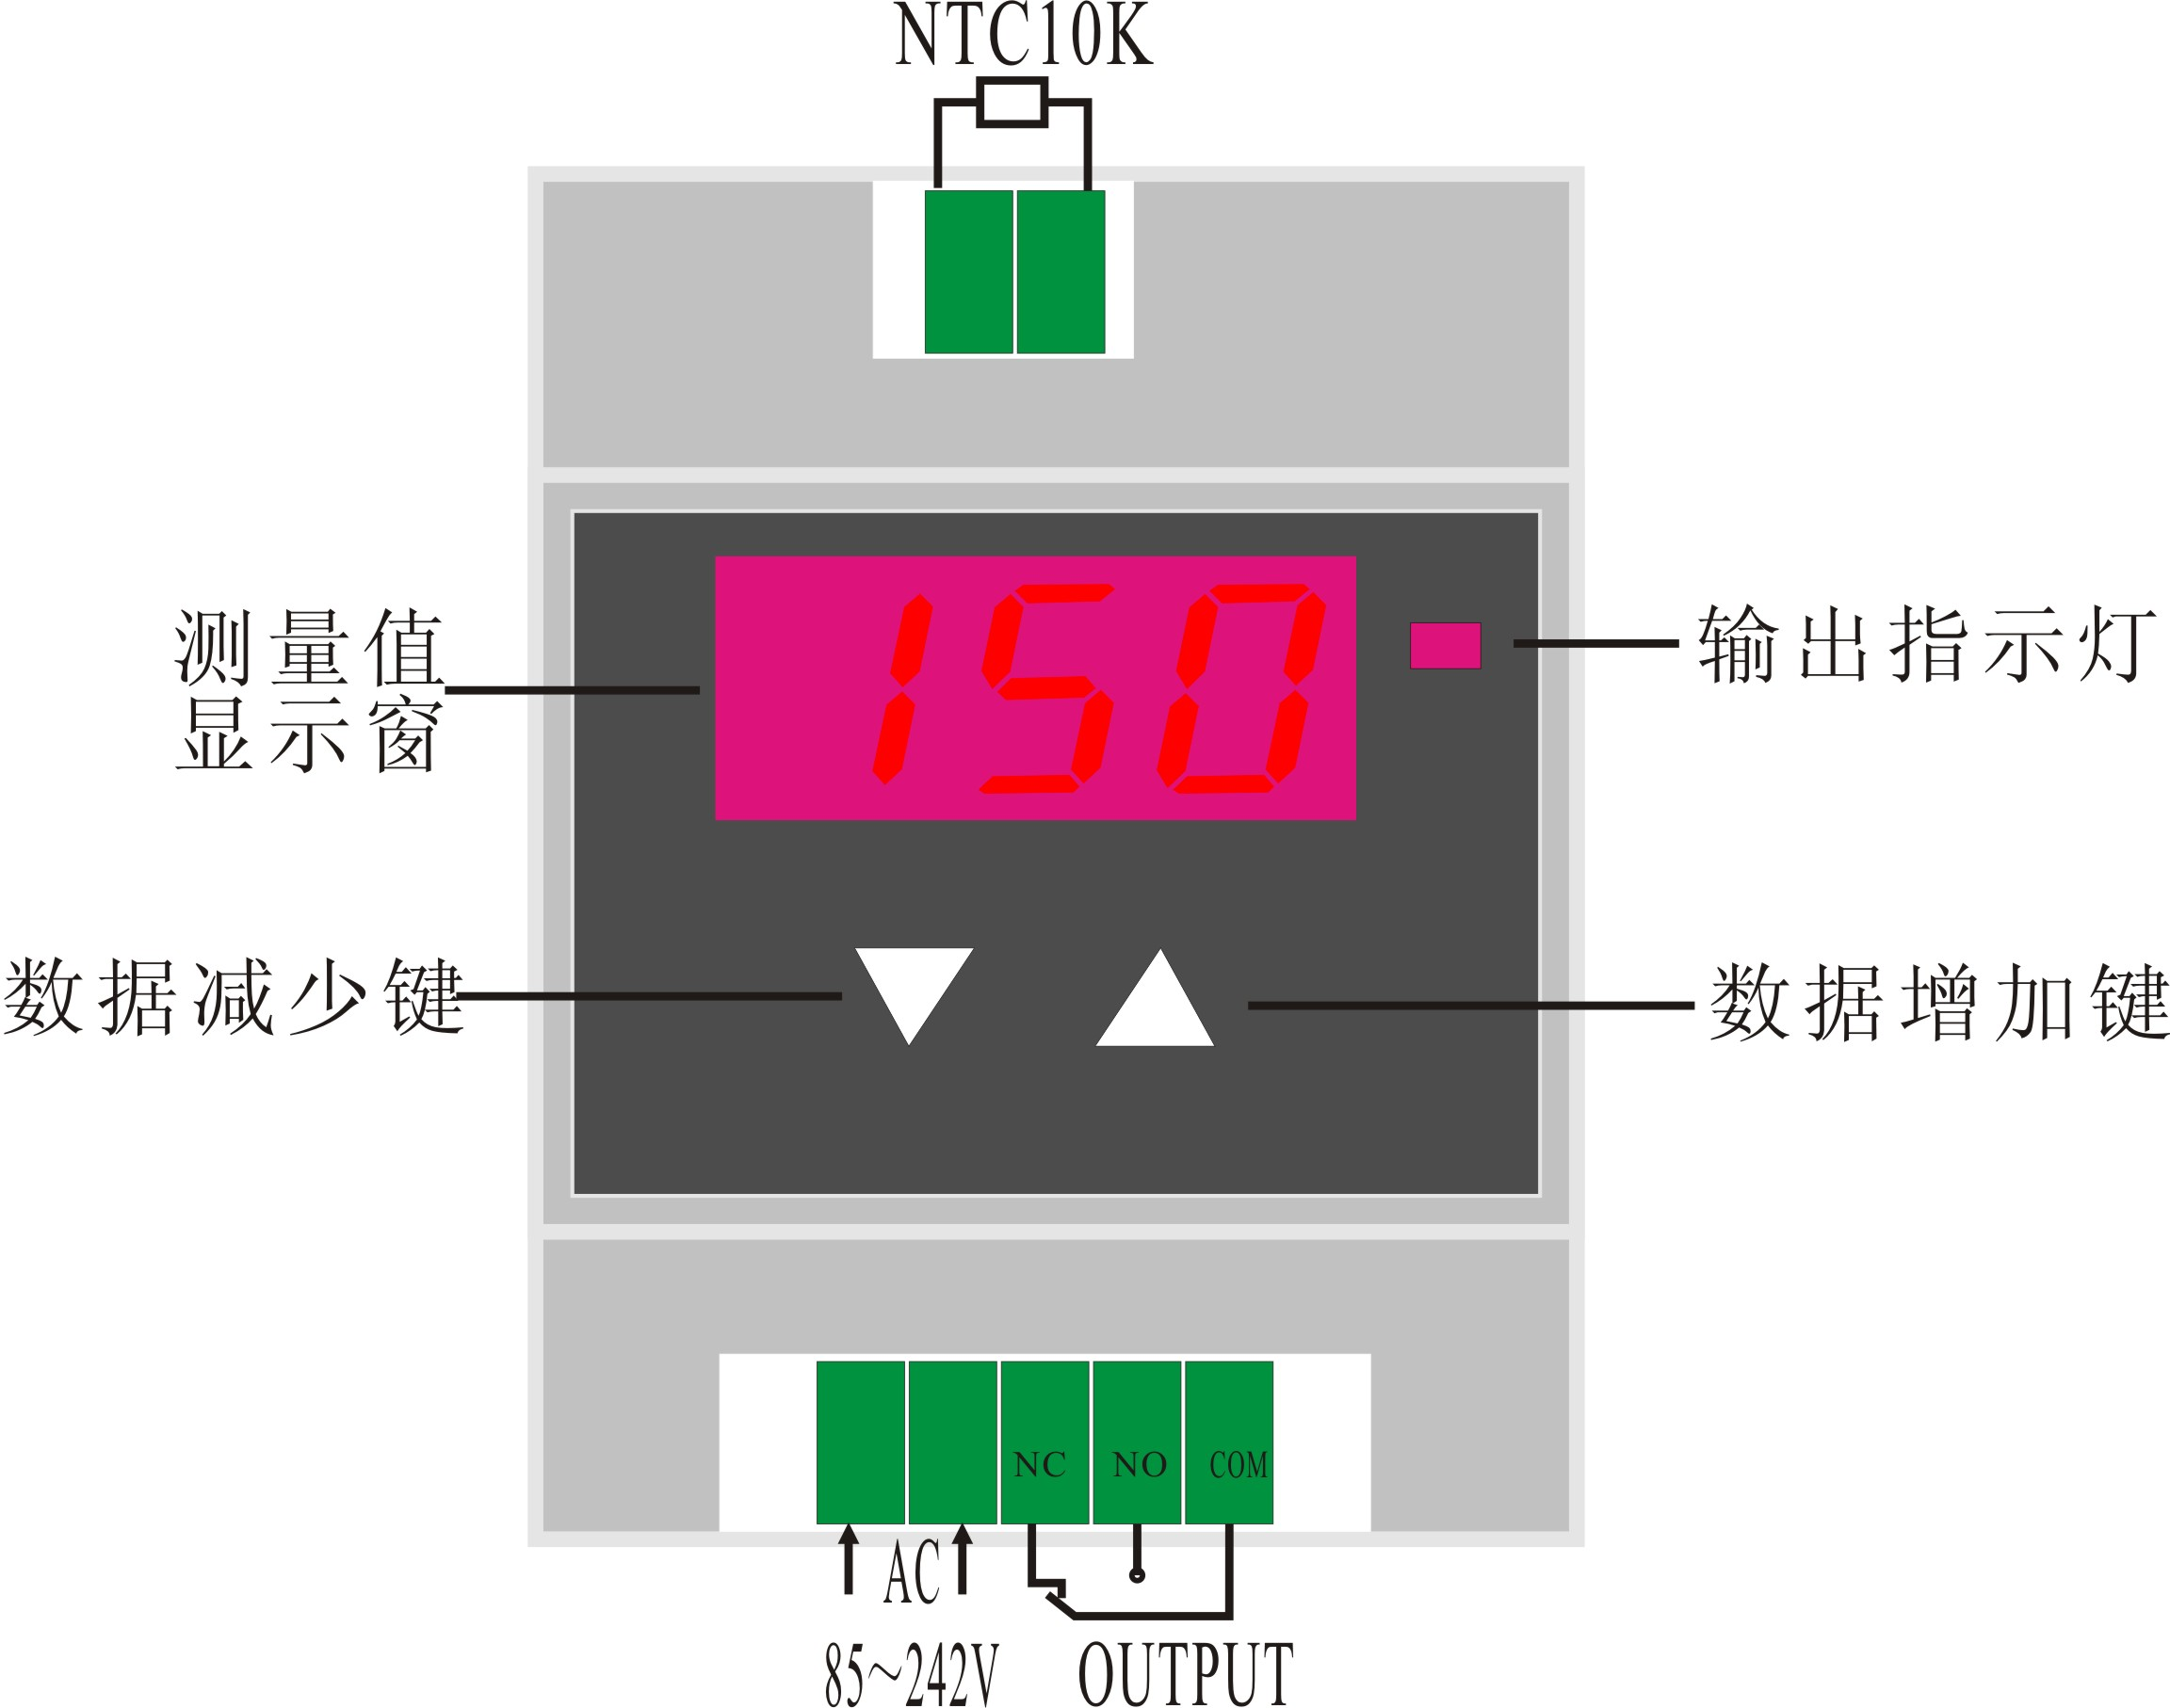 NTC10K
测量值
显示窗
150
输出指示灯
数据减少键
数据增加键
NC NO COM
AC
85~242V
OUTPUT